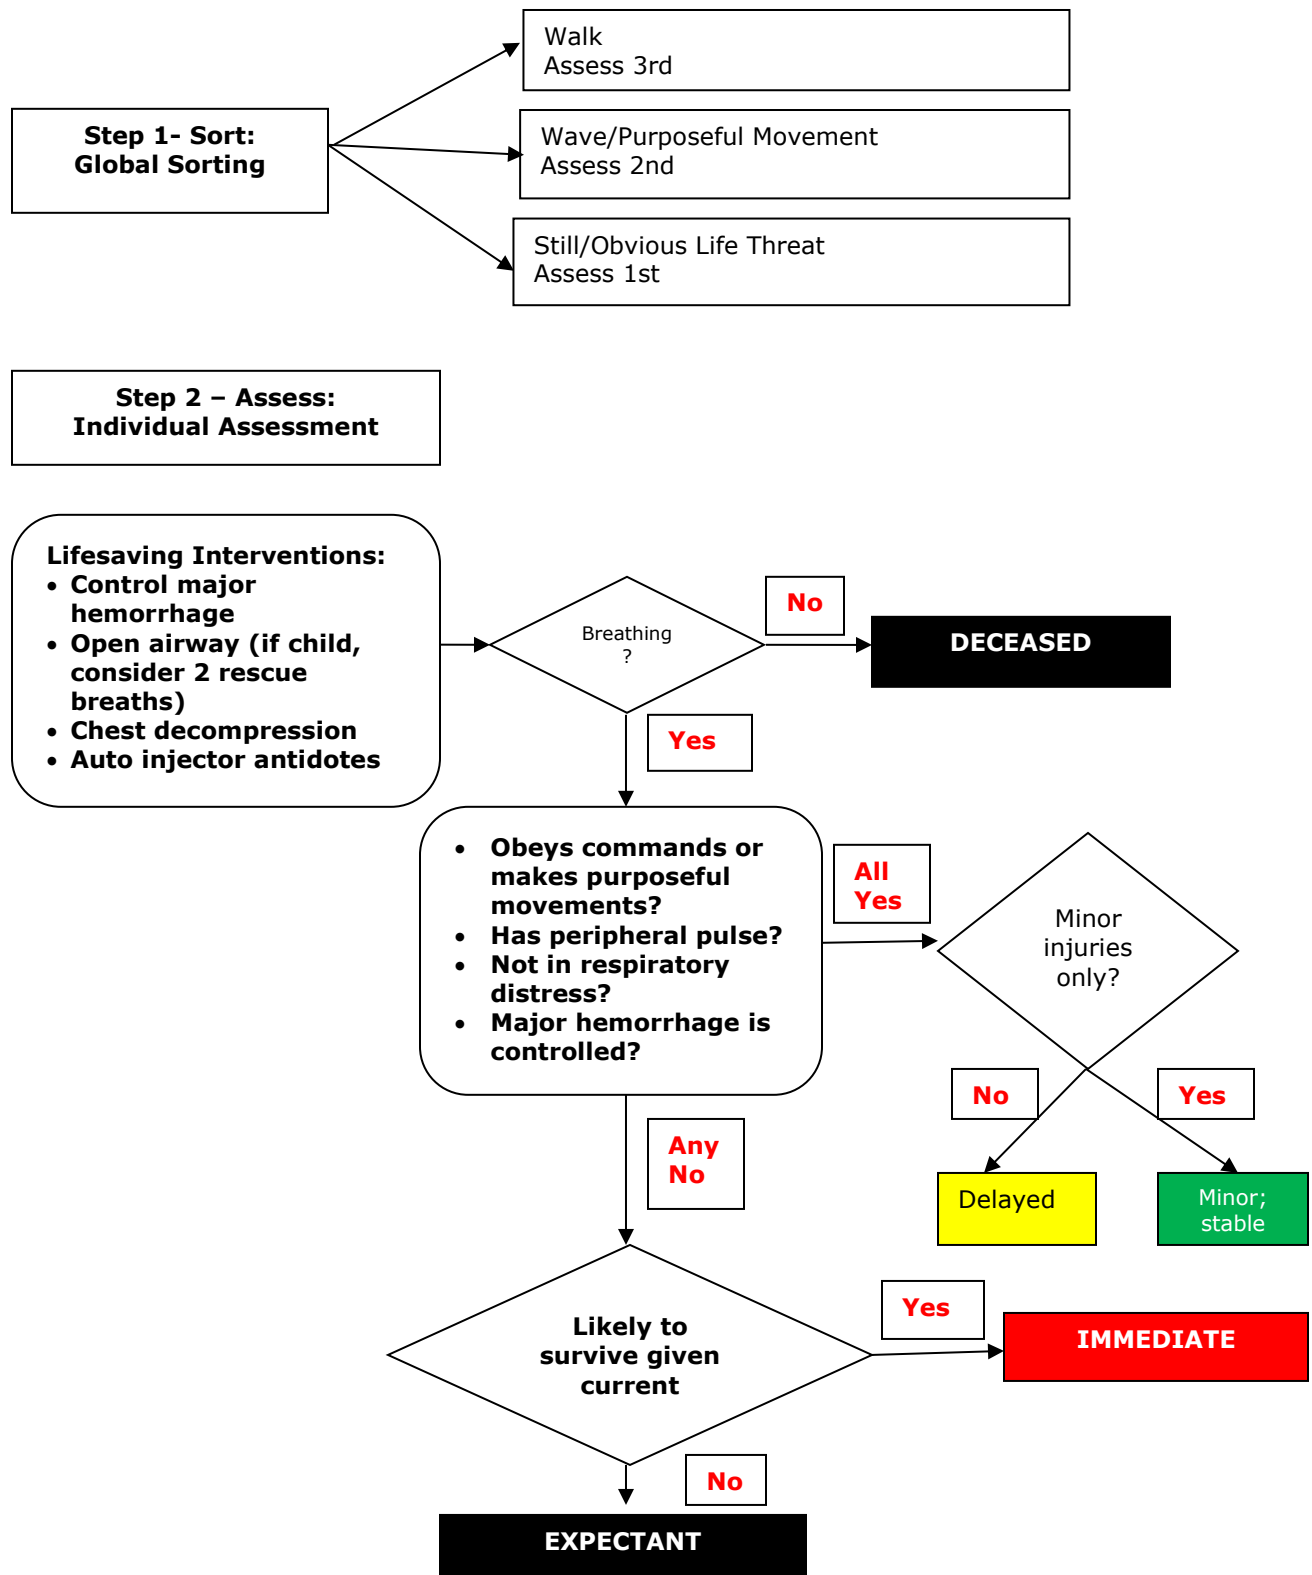 Walk
Assess 3rd
Step 1- Sort:
Global Sorting
Wave/Purposeful Movement
Assess 2nd
Still/Obvious Life Threat
Assess 1st
Step 2 – Assess:
Individual Assessment
Lifesaving Interventions:
• Control major
hemorrhage
• Open airway (if child,
consider 2 rescue
breaths)
• Chest decompression
• Auto injector antidotes
Breathing
?
No
DECEASED
Yes
• Obeys commands or
makes purposeful
movements?
• Has peripheral pulse?
• Not in respiratory
distress?
• Major hemorrhage is
controlled?
All
Yes
Minor
injuries
only?
No
Yes
Delayed
Minor;
stable
Any
No
Likely to
survive given
current
Yes
IMMEDIATE
No
EXPECTANT